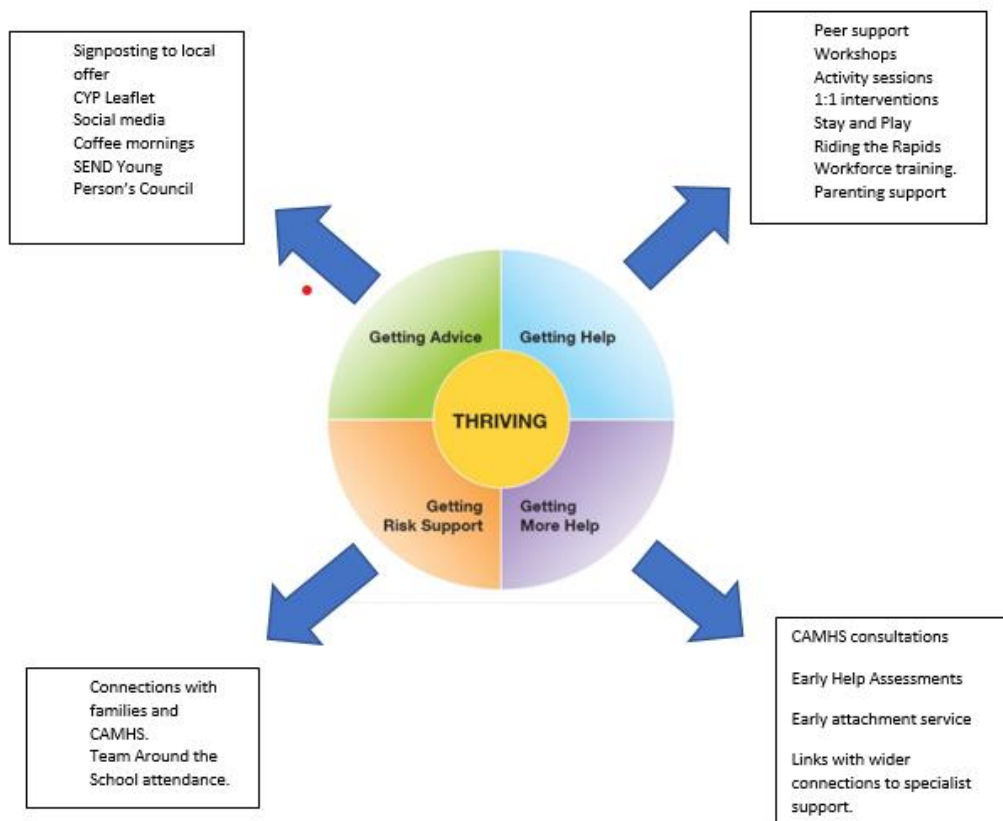 Signposting to local
offer
CYP Leaflet
Social media
Coffee mornings
SEND Young
Person's Council
Peer support
Workshops
Activity sessions
1:1 interventions
Stay and Play
Riding the Rapids
Workforce training.
Parenting support
Getting Advice
Getting Help
THRIVING
Getting
Risk Support
Getting
More Help
Connections with
families and
CAMHS.
Team Around the
School attendance.
CAMHS consultations
Early Help Assessments
Early attachment service
Links with wider
connections to specialist
support.